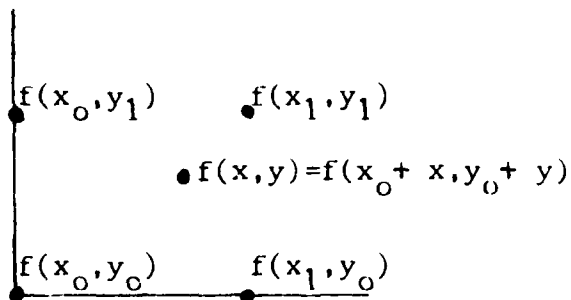 f(x₀,y₁) f(x₁,y₁)
f(x,y)=f(x₀+ x,y₀+ y)
f(x₀,y₀) f(x₁,y₀)